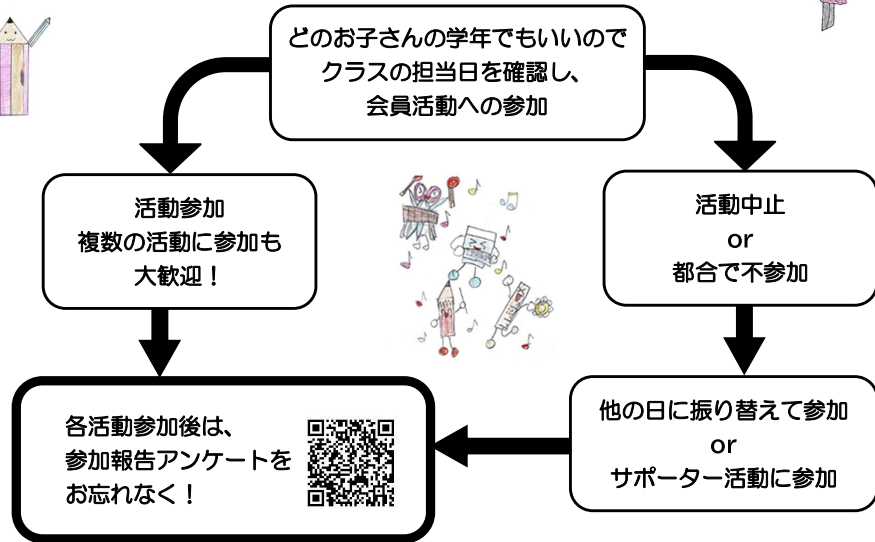 どのお子さんの学年でもいいので
クラスの担当日を確認し、
会員活動への参加
活動参加
複数の活動に参加も
大歓迎！
活動中止
or
都合で不参加
各活動参加後は、
参加報告アンケートを
お忘れなく！
他の日に振り替えて参加
or
サポーター活動に参加